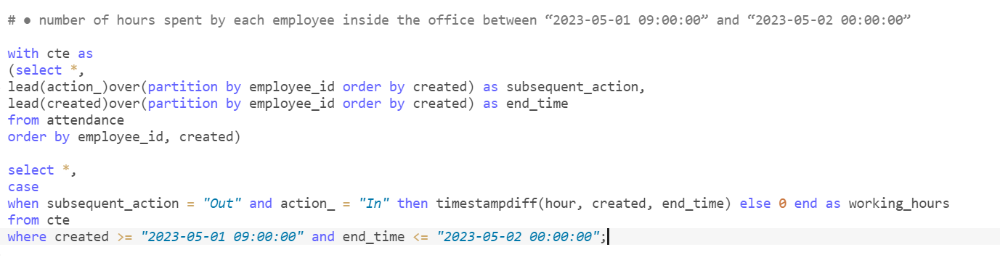 # • number of hours spent by each employee inside the office between “2023-05-01 09:00:00” and “2023-05-02 00:00:00”
with cte as
(select *,
lead(action_)over(partition by employee_id order by created) as subsequent_action,
lead(created)over(partition by employee_id order by created) as end_time
from attendance
order by employee_id, created)
select *,
case
when subsequent_action = "Out" and action_ = "In" then timestampdiff(hour, created, end_time) else 0 end as working_hours
from cte
where created >= "2023-05-01 09:00:00" and end_time <= "2023-05-02 00:00:00";